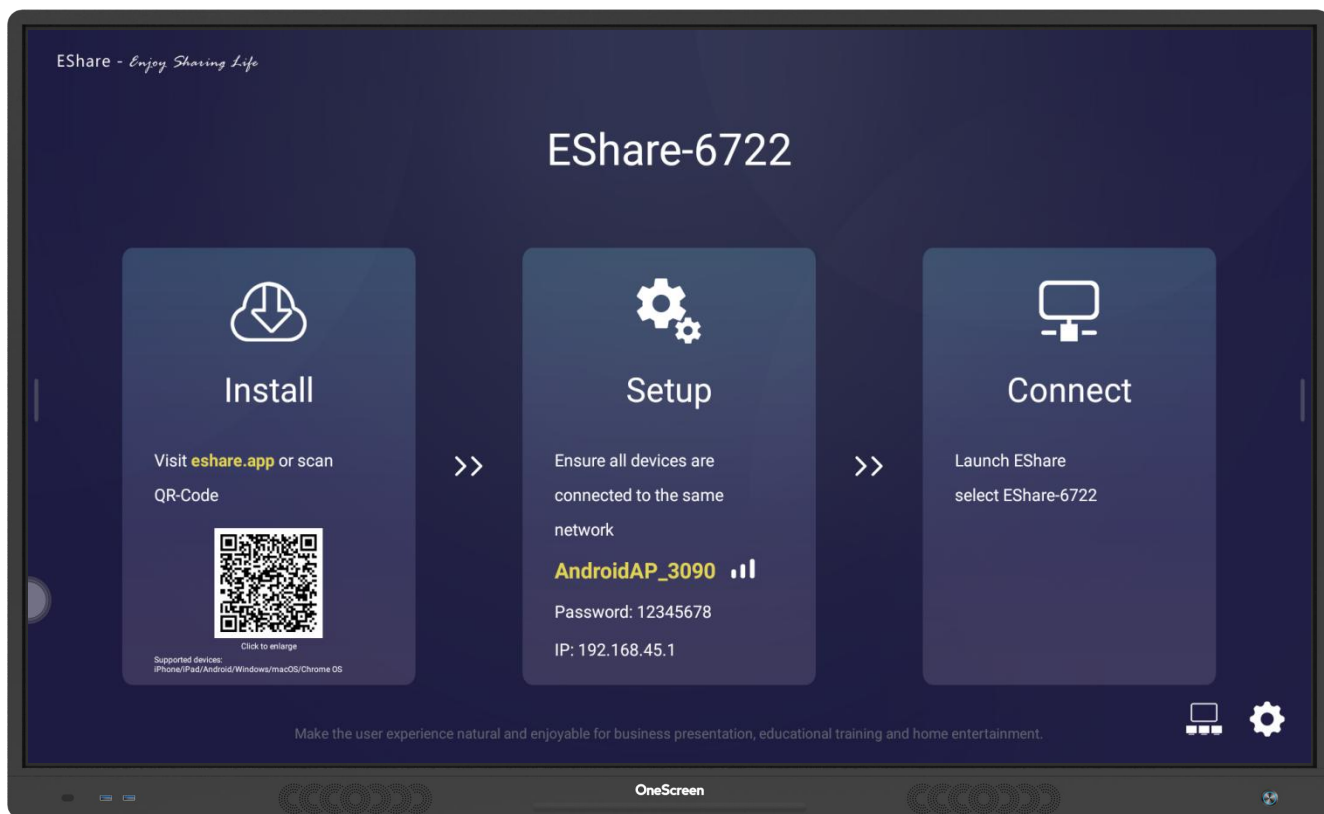 EShare - Enjoy Sharing Life
EShare-6722
Install
Visit eshare.app or scan
QR-Code
Click to enlarge
Supported devices:
iPhone/iPad/Android/Windows/macOS/Chrome OS
Setup
Ensure all devices are
connected to the same
network
AndroidAP_3090
Password: 12345678
IP: 192.168.45.1
Connect
Launch EShare
select EShare-6722
Make the user experience natural and enjoyable for business presentation, educational training and home entertainment.
OneScreen